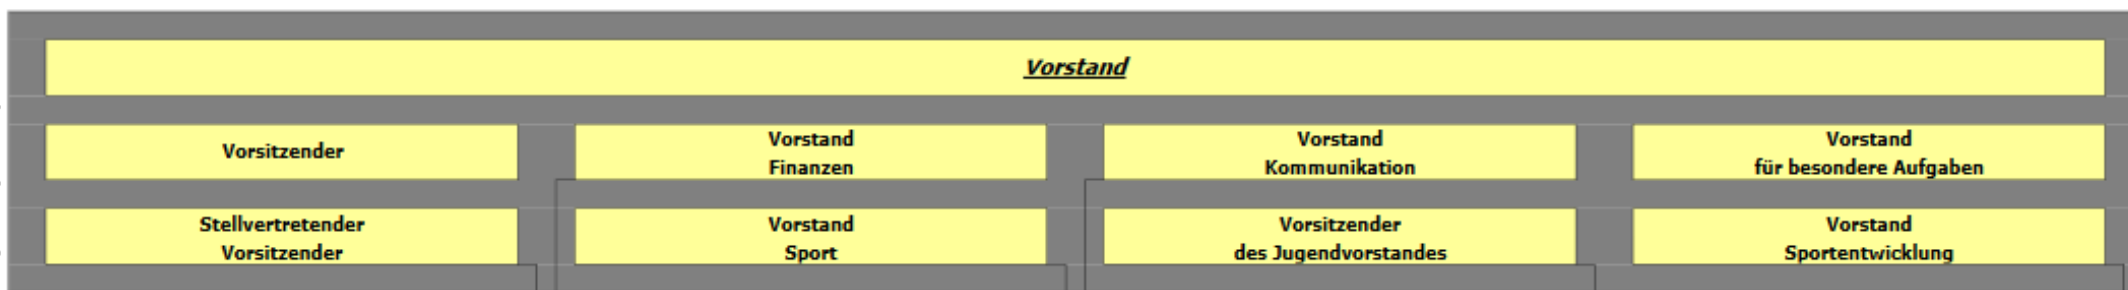 Vorstand
Vorsitzender
Vorstand
Finanzen
Vorstand
Kommunikation
Vorstand
für besondere Aufgaben
Stellvertretender
Vorsitzender
Vorstand
Sport
Vorsitzender
des Jugendvorstandes
Vorstand
Sportentwicklung